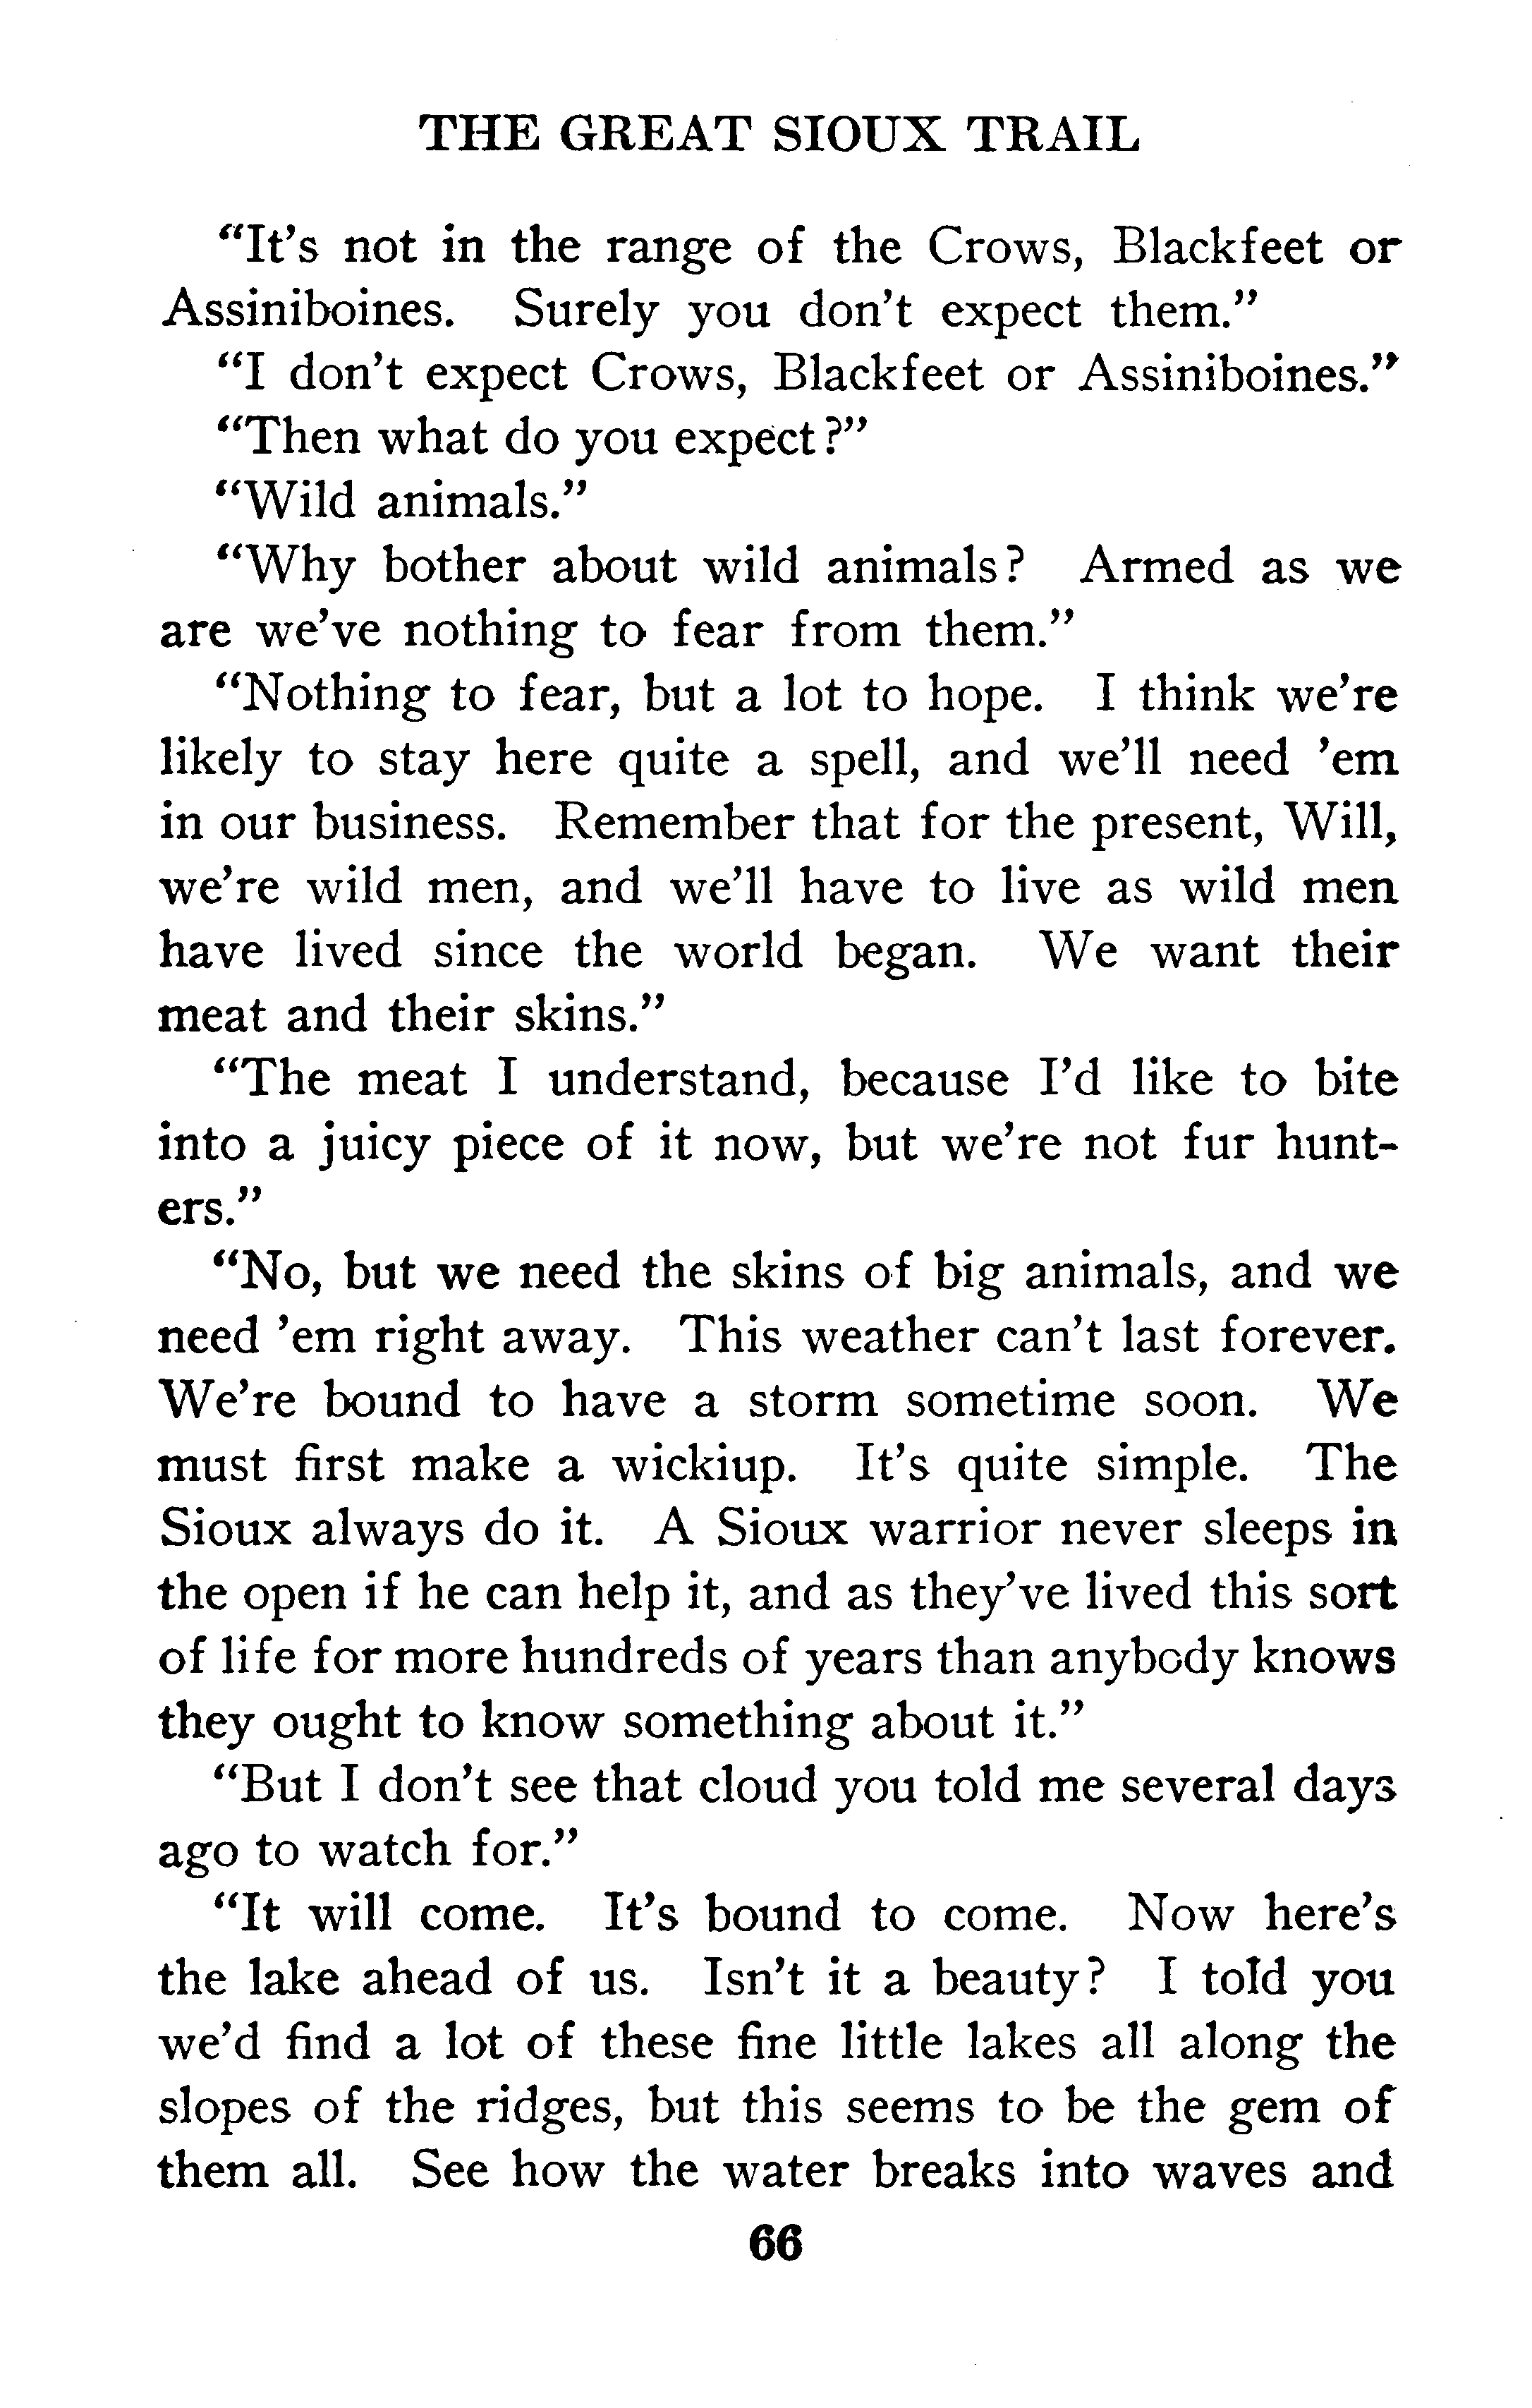 THE GREAT SIOUX TRAIL
“It’s not in the range of the Crows, Blackfeet or
Assiniboines. Surely you don’t expect them.”
“I don’t expect Crows, Blackfeet or Assiniboines.”
“Then what do you expect?”
“Wild animals.”
“Why bother about wild animals? Armed as we
are we’ve nothing to fear from them.”
“Nothing to fear, but a lot to hope. I think we’re
likely to stay here quite a spell, and we’ll need ’em
in our business. Remember that for the present, Will,
we’re wild men, and we’ll have to live as wild men
have lived since the world began. We want their
meat and their skins.”
“The meat I understand, because I’d like to bite
into a juicy piece of it now, but we’re not fur hunt-
ers.”
“No, but we need the skins of big animals, and we
need ’em right away. This weather can’t last forever.
We’re bound to have a storm sometime soon. We
must first make a wickiup. It’s quite simple. The
Sioux always do it. A Sioux warrior never sleeps in
the open if he can help it, and as they’ve lived this sort
of life for more hundreds of years than anybody knows
they ought to know something about it.”
“But I don’t see that cloud you told me several days
ago to watch for.”
“It will come. It’s bound to come. Now here’s
the lake ahead of us. Isn’t it a beauty? I told you
we’d find a lot of these fine little lakes all along the
slopes of the ridges, but this seems to be the gem of
them all. See how the water breaks into waves and
66